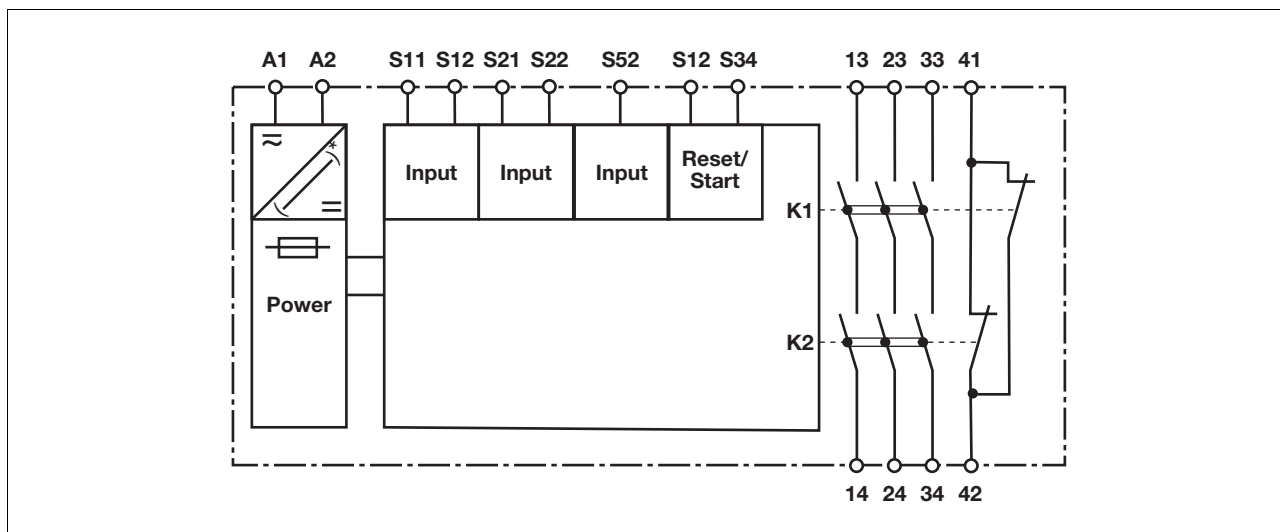 A1 A2 S11 S12 S21 S22 S52 S12 S34 13 23 33 41
Input Input Input Reset/
Start
K1
Power
K2
14 24 34 42